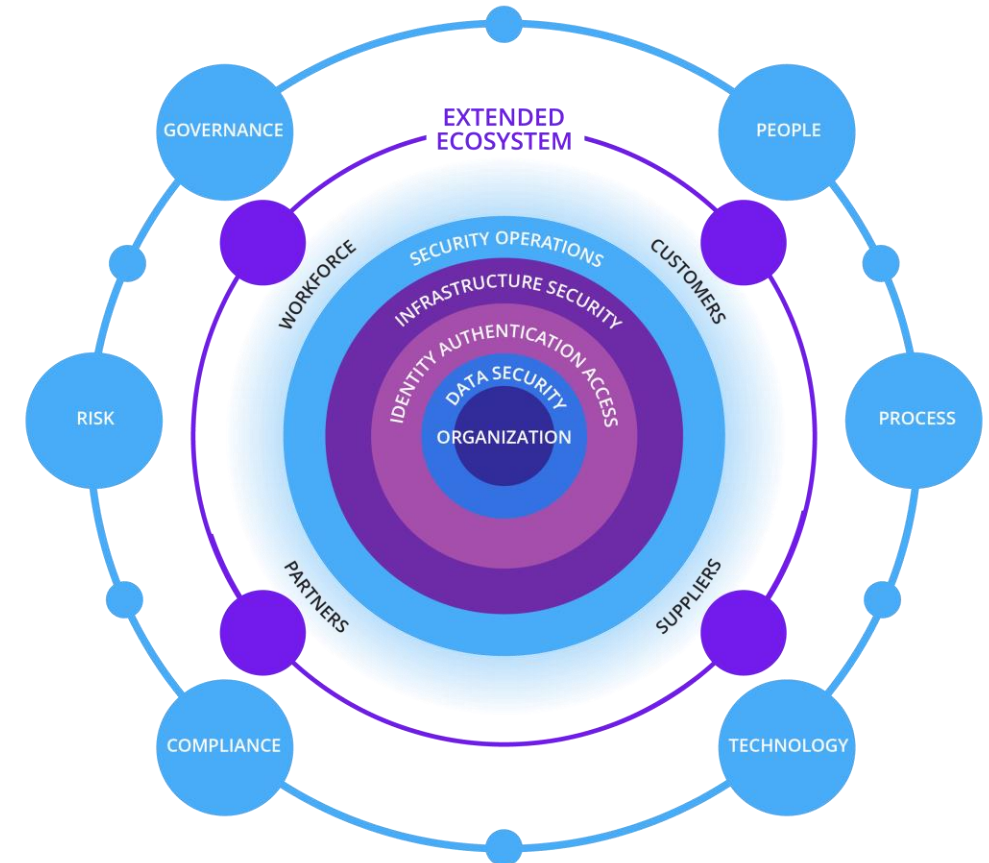 EXTENDED
ECOSYSTEM
GOVERNANCE
PEOPLE
WORKFORCE
CUSTOMERS
SECURITY OPERATIONS
INFRASTRUCTURE SECURITY
IDENTITY AUTHENTICATION ACCESS
DATA SECURITY
ORGANIZATION
RISK
PROCESS
PARTNERS
SUPPLIERS
COMPLIANCE
TECHNOLOGY